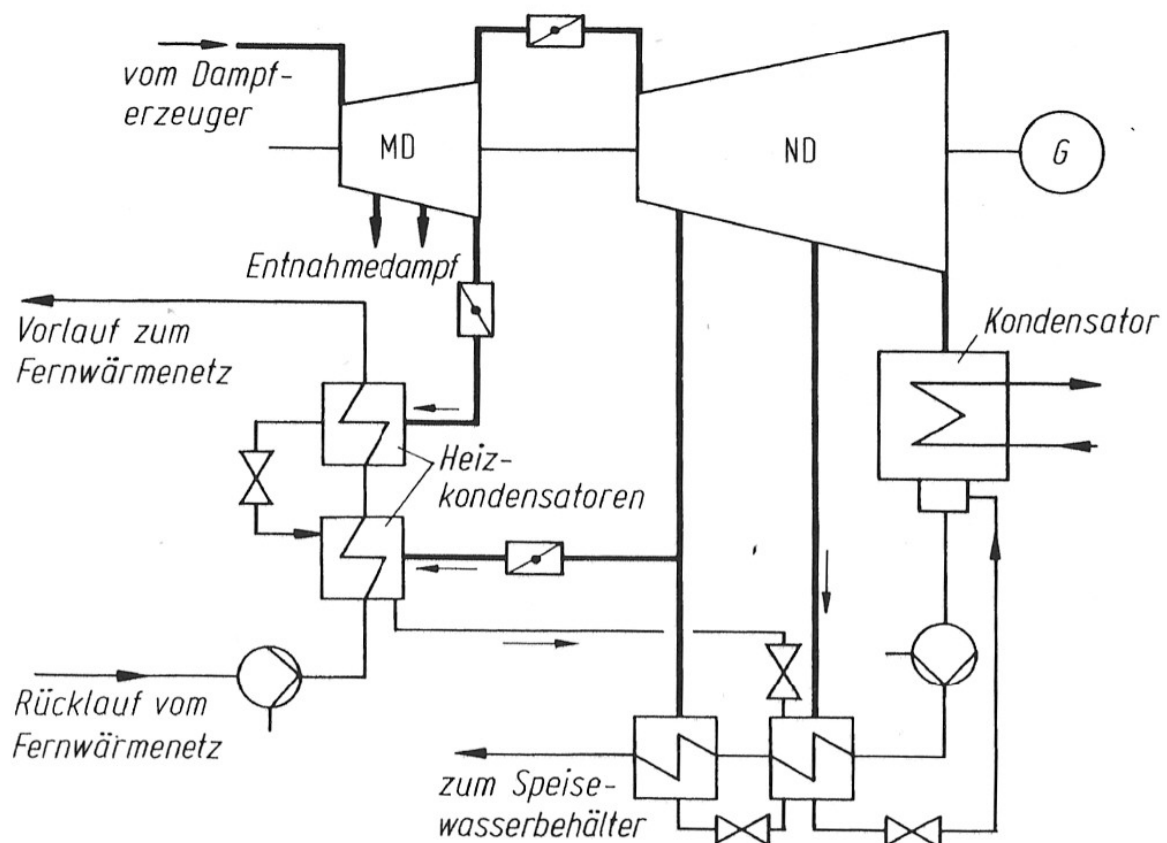 vom Dampf-
erzeuger
MD
ND
G
Entnahmedampf
Vorlauf zum
Fernwärmenetz
Kondensator
Heiz-
kondensatoren
Rücklauf vom
Fernwärmenetz
zum Speise-
wasserbehälter